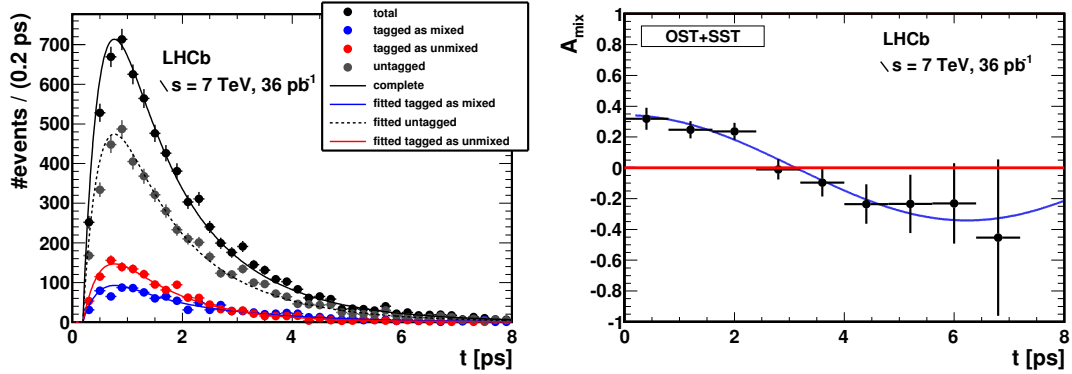 #events / (0.2 ps)
700
600
500
400
300
200
100
0
0 2 4 6 8
t [ps]
LHCb
\ s = 7 TeV, 36 pb-1
total
tagged as mixed
tagged as unmixed
untagged
complete
fitted tagged as mixed
fitted untagged
fitted tagged as unmixed
Amix
1
0.8
0.6
0.4
0.2
0
-0.2
-0.4
-0.6
-0.8
-1
0 2 4 6 8
t [ps]
OST+SST
LHCb
\ s = 7 TeV, 36 pb-1